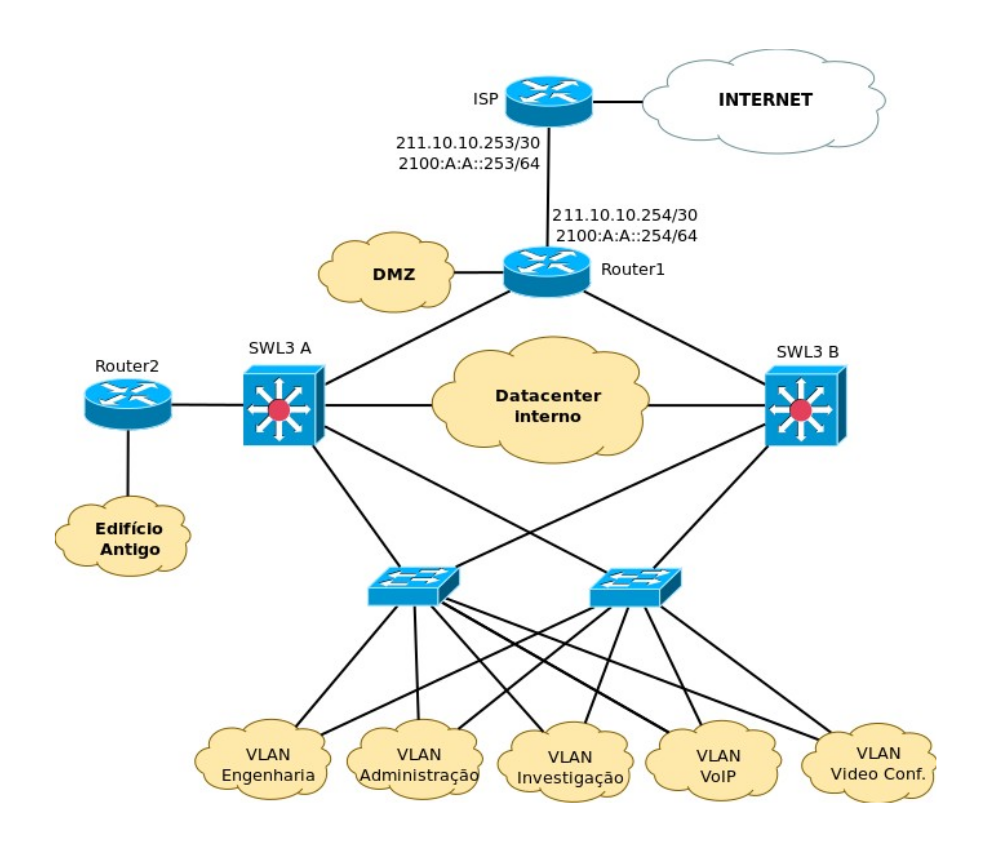 ISP
INTERNET
211.10.10.253/30
2100:A:A::253/64
211.10.10.254/30
2100:A:A::254/64
DMZ
Router1
SWL3 A
SWL3 B
Router2
Datacenter
interno
Edifício
Antigo
VLAN
Engenharia
VLAN
Administração
VLAN
Investigação
VLAN
VoIP
VLAN
Video Conf.